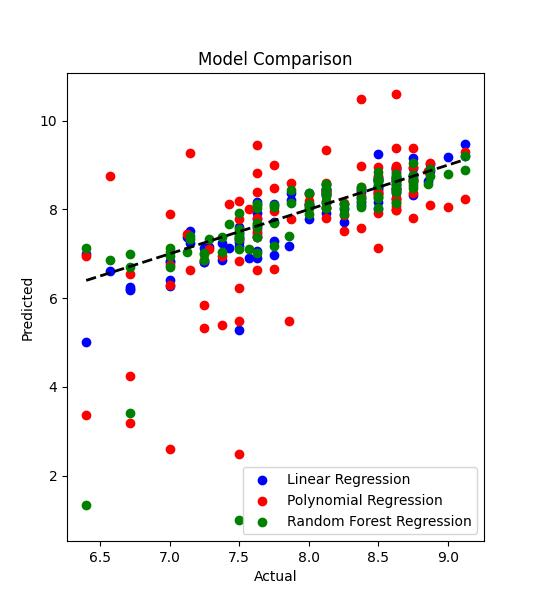 Model Comparison
10
8
6
4
2
Predicted
6.5 7.0 7.5 8.0 8.5 9.0
Actual
Linear Regression
Polynomial Regression
Random Forest Regression